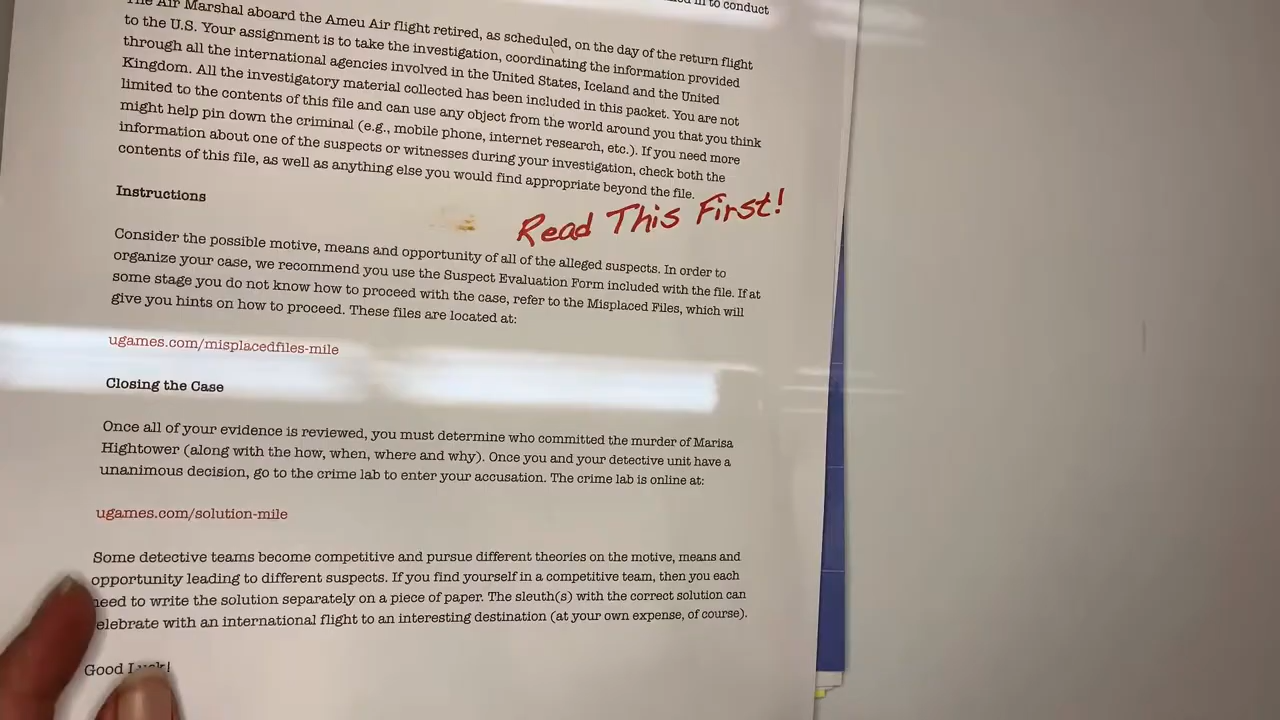 to conduct
The Air Marshal aboard the Ameu Air flight retired, as scheduled, on the day of the return flight
to the U.S. Your assignment is to take the investigation, coordinating the information provided
through all the international agencies involved in the United States, Iceland and the United
Kingdom. All the investigatory material collected has been included in this packet. You are not
limited to the contents of this file and can use any object from the world around you that you think
might help pin down the criminal (e.g., mobile phone, internet research, etc.). If you need more
information about one of the suspects or witnesses during your investigation, check both the
contents of this file, as well as anything else you would find appropriate beyond the file.
Instructions
Read This First!
Consider the possible motive, means and opportunity of all of the alleged suspects. In order to
organize your case, we recommend you use the Suspect Evaluation Form included with the file. If at
some stage you do not know how to proceed with the case, refer to the Misplaced Files, which will
give you hints on how to proceed. These files are located at:
ugames.com/misplacedfiles-mile
Closing the Case
Once all of your evidence is reviewed, you must determine who committed the murder of Marisa
Hightower (along with the how, when, where and why). Once you and your detective unit have a
unanimous decision, go to the crime lab to enter your accusation. The crime lab is online at:
ugames.com/solution-mile
Some detective teams become competitive and pursue different theories on the motive, means and
opportunity leading to different suspects. If you find yourself in a competitive team, then you each
need to write the solution separately on a piece of paper. The sleuth(s) with the correct solution can
celebrate with an international flight to an interesting destination (at your own expense, of course).
Good Luck!